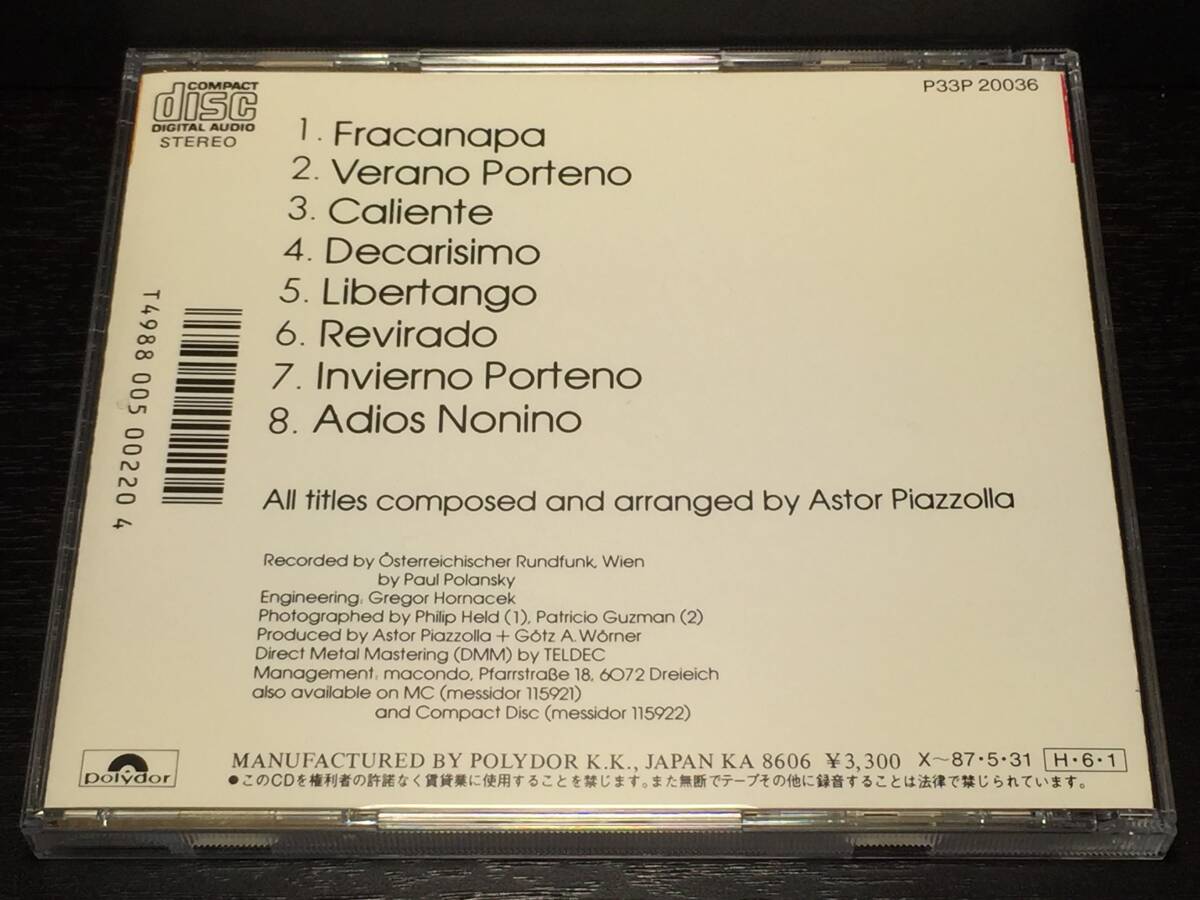 COMPACT
disc
DIGITAL AUDIO
STEREO
P33P 20036
1. Fracanapa
2. Verano Porteno
3. Caliente
4. Decarisimo
5. Libertango
6. Revirado
7. Invierno Porteno
8. Adios Nonino
T4988 005 00220 4
All titles composed and arranged by Astor Piazzolla
Recorded by Österreichischer Rundfunk, Wien
by Paul Polansky
Engineering: Gregor Hornacek
Photographed by Philip Held (1), Patricio Guzman (2)
Produced by Astor Piazzolla + Götz A. Wörner
Direct Metal Mastering (DMM) by TELDEC
Management: macondo, Pfarrstraße 18, 6072 Dreieich
also available on MC (messidor 115921)
and Compact Disc (messidor 115922)
polydor
MANUFACTURED BY POLYDOR K.K., JAPAN KA 8606 ¥3,300 X~87・5・31 H・6・1
●このCDを権利者の許諾なく賃貸業に使用することを禁じます。また無断でテープその他に録音することは法律で禁じられています。